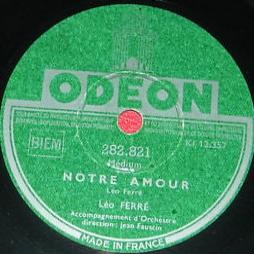 ODEON
BIEM
282.821
Médium
KI 13.357
NOTRE AMOUR
Léo Ferré
Léo FERRÉ
Accompagnement d'Orchestre
direction : Jean Faustin
MADE IN FRANCE